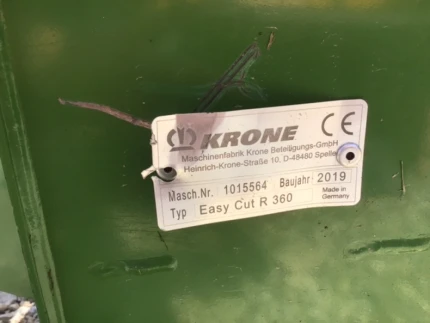 KRONE CE
Maschinenfabrik Krone Beteiligungs-GmbH
Heinrich-Krone-Straße 10, D-48480 Spelle
Masch.Nr. 1015564 Baujahr 2019 Made in Germany
Typ Easy Cut R 360